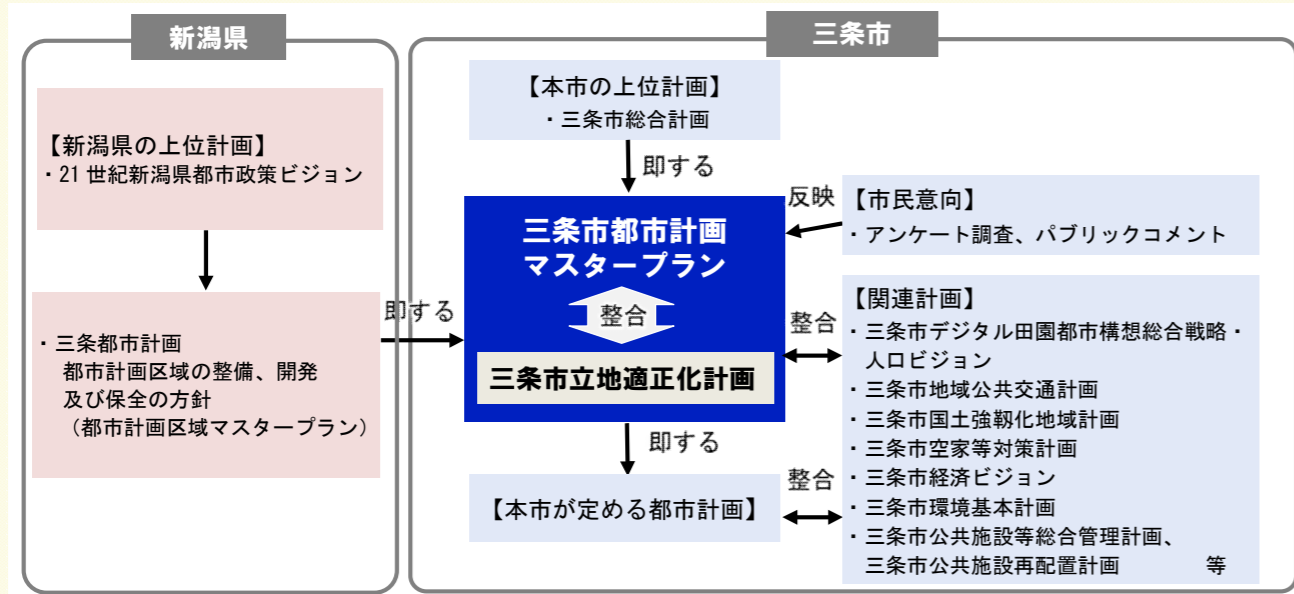 新潟県
【新潟県の上位計画】
・21 世紀新潟県都市政策ビジョン
・三条都市計画
都市計画区域の整備、開発
及び保全の方針
（都市計画区域マスタープラン）
即する
三条市
【本市の上位計画】
・三条市総合計画
即する
三条市都市計画
マスタープラン
整合
三条市立地適正化計画
即する
【本市が定める都市計画】
反映
【市民意向】
・アンケート調査、パブリックコメント
整合
【関連計画】
・三条市デジタル田園都市構想総合戦略・
人口ビジョン
・三条市地域公共交通計画
・三条市国土強靱化地域計画
・三条市空家等対策計画
・三条市経済ビジョン
・三条市環境基本計画
・三条市公共施設等総合管理計画、
三条市公共施設再配置計画 等
整合